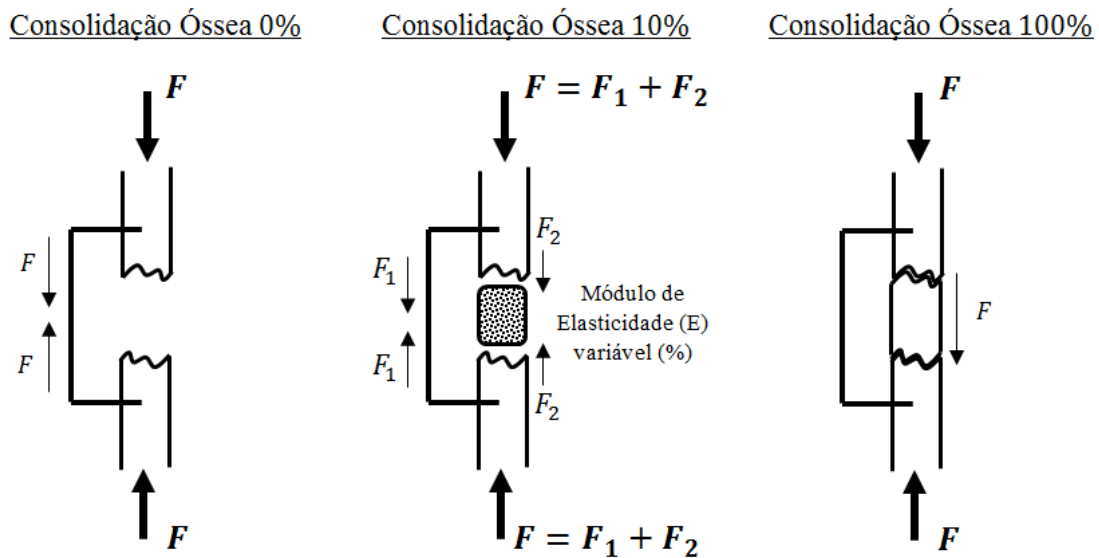 Consolidação Óssea 0%
F
F
F
F
Consolidação Óssea 10%
F = F₁ + F₂
F₂
F₁
Módulo de
Elasticidade (E)
variável (%)
F₁
F₂
F = F₁ + F₂
Consolidação Óssea 100%
F
F
F